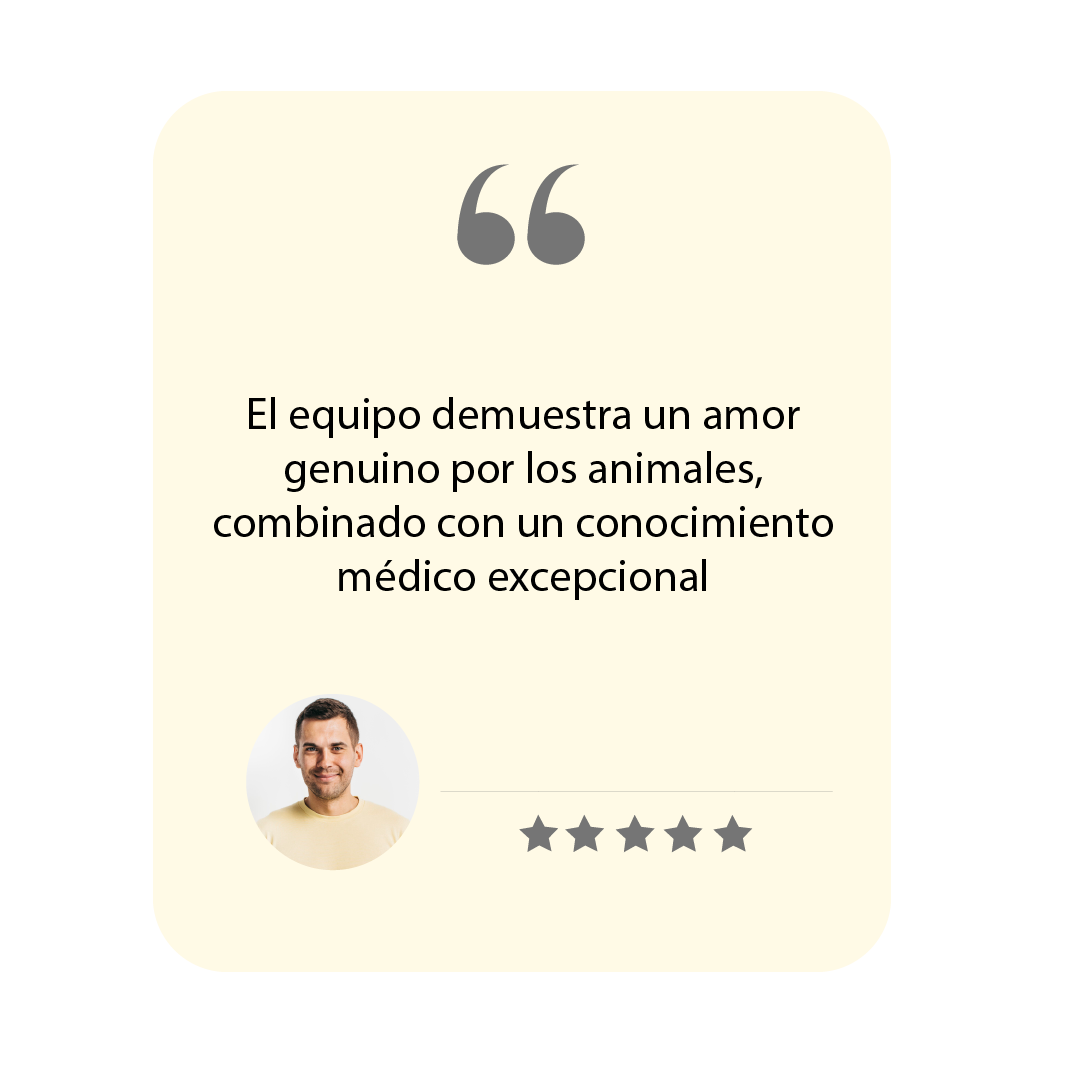 “
El equipo demuestra un amor
genuino por los animales,
combinado con un conocimiento
médico excepcional